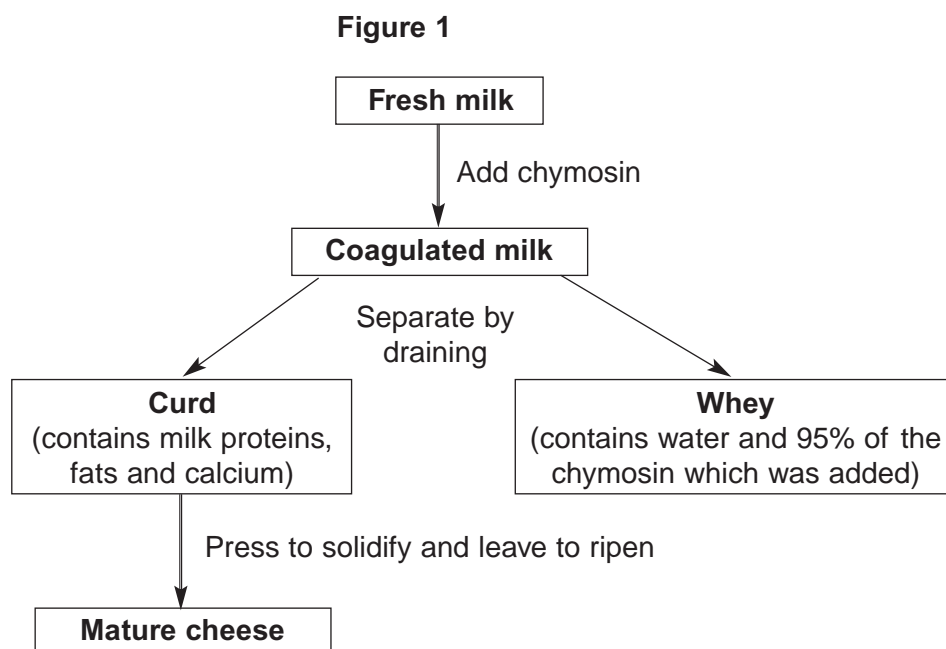 Figure 1
Fresh milk
Add chymosin
Coagulated milk
Separate by
draining
Curd
(contains milk proteins,
fats and calcium)
Whey
(contains water and 95% of the
chymosin which was added)
Press to solidify and leave to ripen
Mature cheese